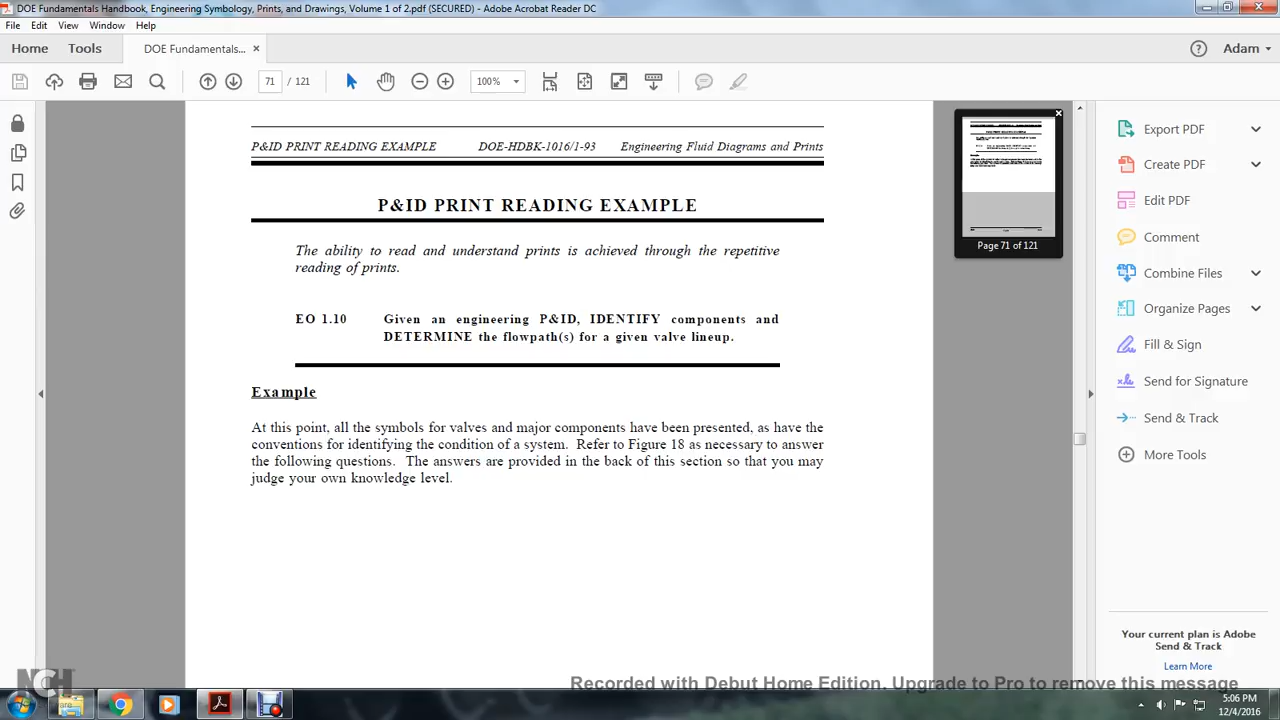 DOE Fundamentals Handbook, Engineering Symbology, Prints, and Drawings, Volume 1 of 2.pdf (SECURED) - Adobe Acrobat Reader DC
File Edit View Window Help
Home Tools DOE Fundamentals... × Adam
71 / 121 100%
P&ID PRINT READING EXAMPLE DOE-HDBK-1016/1-93 Engineering Fluid Diagrams and Prints
P&ID PRINT READING EXAMPLE
The ability to read and understand prints is achieved through the repetitive
reading of prints.
EO 1.10 Given an engineering P&ID, IDENTIFY components and
DETERMINE the flowpath(s) for a given valve lineup.
Example
At this point, all the symbols for valves and major components have been presented, as have the
conventions for identifying the condition of a system. Refer to Figure 18 as necessary to answer
the following questions. The answers are provided in the back of this section so that you may
judge your own knowledge level.
Page 71 of 121
Export PDF
Create PDF
Edit PDF
Comment
Combine Files
Organize Pages
Fill & Sign
Send for Signature
Send & Track
More Tools
Your current plan is Adobe
Send & Track
Learn More
NCH
Recorded with Debut Home Edition. Upgrade to Pro to remove this message
5:06 PM
12/4/2016